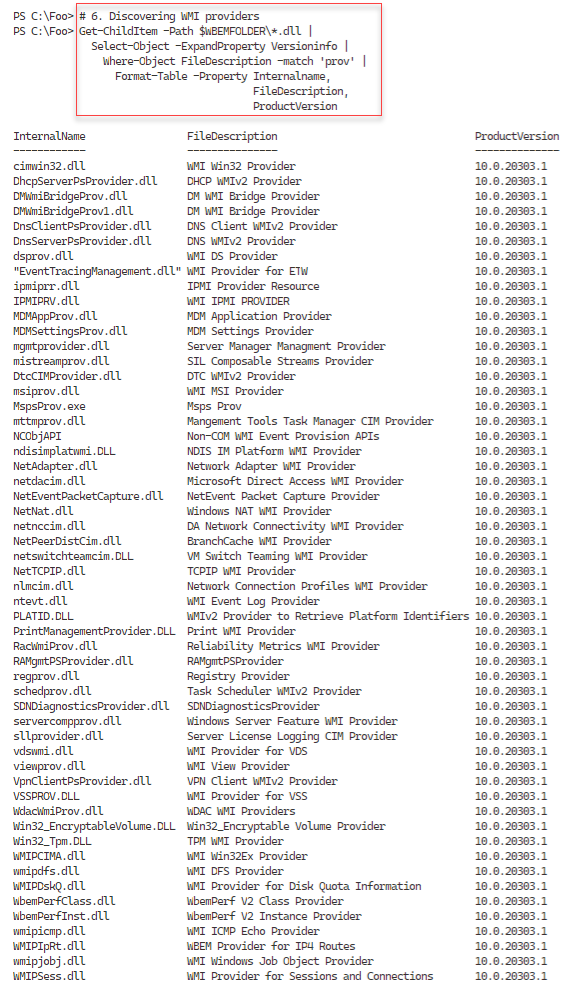 PS C:\Foo> # 6. Discovering WMI providers
PS C:\Foo> Get-ChildItem -Path $WBEMFOLDER\*.dll |
Select-Object -ExpandProperty Versioninfo |
Where-Object FileDescription -match 'prov' |
Format-Table -Property Internalname,
FileDescription,
ProductVersion
InternalName FileDescription ProductVersion
------------ --------------- --------------
cimwin32.dll WMI Win32 Provider 10.0.20303.1
DhcpServerPsProvider.dll DHCP WMIv2 Provider 10.0.20303.1
DMWmiBridgeProv.dll DM WMI Bridge Provider 10.0.20303.1
DMWmiBridgeProv1.dll DM WMI Bridge Provider 10.0.20303.1
DnsClientPsProvider.dll DNS Client WMIv2 Provider 10.0.20303.1
DnsServerPsProvider.dll DNS WMIv2 Provider 10.0.20303.1
dsprov.dll WMI DS Provider 10.0.20303.1
"EventTracingManagement.dll" WMI Provider for ETW 10.0.20303.1
ipmiprr.dll IPMI Provider Resource 10.0.20303.1
IPMIPRV.dll WMI IPMI PROVIDER 10.0.20303.1
MDMAppProv.dll MDM Application Provider 10.0.20303.1
MDMSettingsProv.dll MDM Settings Provider 10.0.20303.1
mgmtprovider.dll Server Manager Managment Provider 10.0.20303.1
mistreamprov.dll SIL Composable Streams Provider 10.0.20303.1
DtcCIMProvider.dll DTC WMIv2 Provider 10.0.20303.1
msiprov.dll WMI MSI Provider 10.0.20303.1
MspsProv.exe Msps Prov 10.0.20303.1
mttmprov.dll Mangement Tools Task Manager CIM Provider 10.0.20303.1
NCObjAPI Non-COM WMI Event Provision APIs 10.0.20303.1
ndisimplatwmi.DLL NDIS IM Platform WMI Provider 10.0.20303.1
NetAdapter.dll Network Adapter WMI Provider 10.0.20303.1
netdacim.dll Microsoft Direct Access WMI Provider 10.0.20303.1
NetEventPacketCapture.dll NetEvent Packet Capture Provider 10.0.20303.1
NetNat.dll Windows NAT WMI Provider 10.0.20303.1
netnccim.dll DA Network Connectivity WMI Provider 10.0.20303.1
NetPeerDistCim.dll BranchCache WMI Provider 10.0.20303.1
netswitchteamcim.DLL VM Switch Teaming WMI Provider 10.0.20303.1
NetTCPIP.dll TCPIP WMI Provider 10.0.20303.1
nlmcim.dll Network Connection Profiles WMI Provider 10.0.20303.1
ntevt.dll WMI Event Log Provider 10.0.20303.1
PLATID.DLL WMIv2 Provider to Retrieve Platform Identifiers 10.0.20303.1
PrintManagementProvider.DLL Print WMI Provider 10.0.20303.1
RacWmiProv.dll Reliability Metrics WMI Provider 10.0.20303.1
RAMgmtPSProvider.dll RAMgmtPSProvider 10.0.20303.1
regprov.dll Registry Provider 10.0.20303.1
schedprov.dll Task Scheduler WMIv2 Provider 10.0.20303.1
SDNDiagnosticsProvider.dll SDNDiagnosticsProvider 10.0.20303.1
servercompprov.dll Windows Server Feature WMI Provider 10.0.20303.1
sllprovider.dll Server License Logging CIM Provider 10.0.20303.1
vdswmi.dll WMI Provider for VDS 10.0.20303.1
viewprov.dll WMI View Provider 10.0.20303.1
VpnClientPsProvider.dll VPN Client WMIv2 Provider 10.0.20303.1
VSSPROV.DLL WMI Provider for VSS 10.0.20303.1
WdacWmiProv.dll WDAC WMI Providers 10.0.20303.1
Win32_EncryptableVolume.DLL Win32_Encryptable Volume Provider 10.0.20303.1
Win32_Tpm.DLL TPM WMI Provider 10.0.20303.1
WMIPCIMA.dll WMI Win32Ex Provider 10.0.20303.1
wmipdfs.dll WMI DFS Provider 10.0.20303.1
WMIPDskQ.dll WMI Provider for Disk Quota Information 10.0.20303.1
WbemPerfClass.dll WbemPerf V2 Class Provider 10.0.20303.1
WbemPerfInst.dll WbemPerf V2 Instance Provider 10.0.20303.1
wmipicmp.dll WMI ICMP Echo Provider 10.0.20303.1
WMIPIpRt.dll WBEM Provider for IP4 Routes 10.0.20303.1
wmipjobj.dll WMI Windows Job Object Provider 10.0.20303.1
WMIPSess.dll WMI Provider for Sessions and Connections 10.0.20303.1